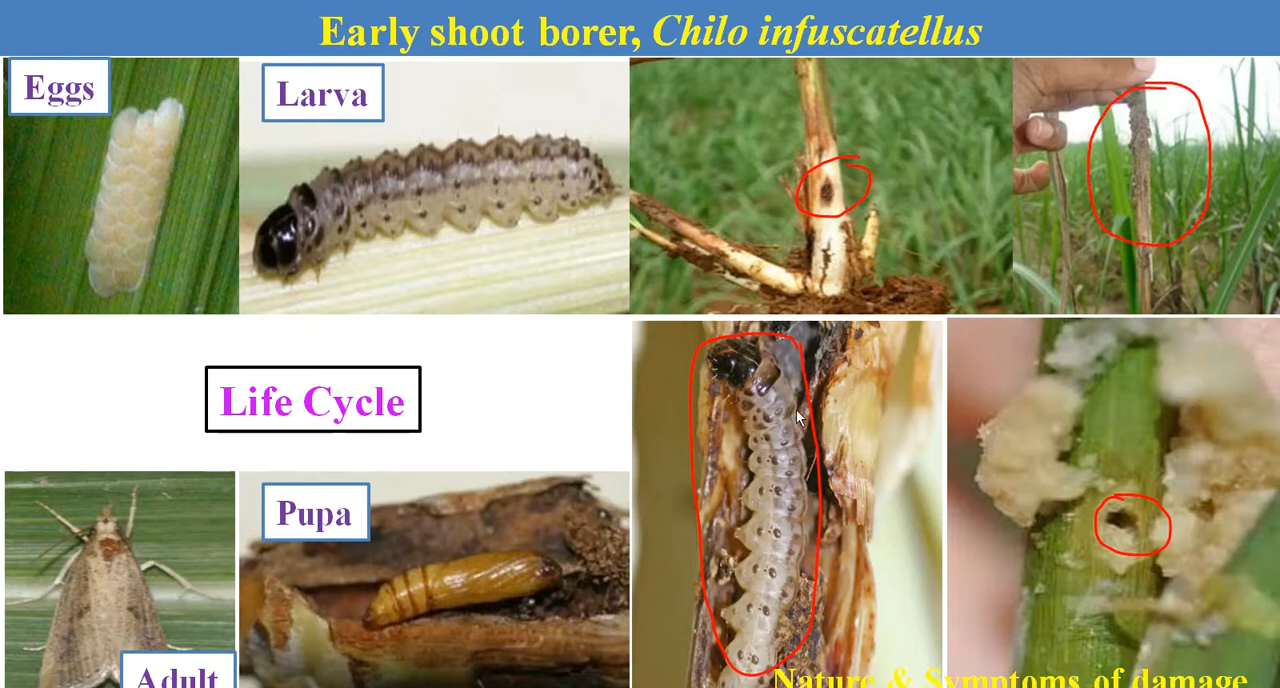 Early shoot borer, Chilo infuscatellus
Eggs
Larva
Life Cycle
Pupa
Adult
Nature & Symptoms of damage